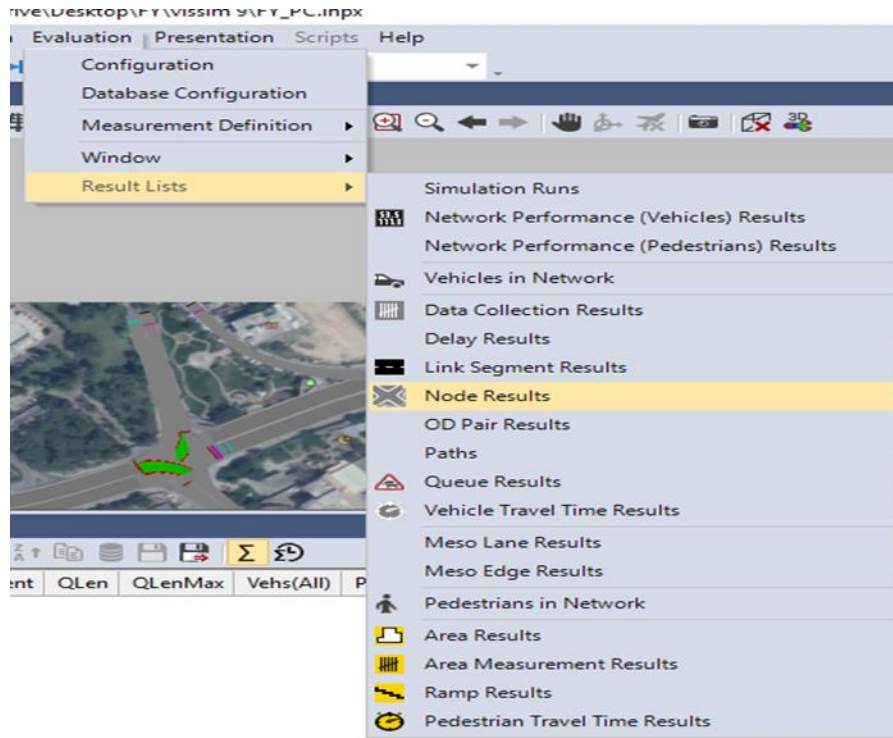 rive\Desktop\FY\vissim 9\FY_PC.inpx
Evaluation Presentation Scripts Help
Configuration
Database Configuration
Measurement Definition
Window
Result Lists
Simulation Runs
Network Performance (Vehicles) Results
Network Performance (Pedestrians) Results
Vehicles in Network
Data Collection Results
Delay Results
Link Segment Results
Node Results
OD Pair Results
Paths
Queue Results
Vehicle Travel Time Results
Meso Lane Results
Meso Edge Results
Pedestrians in Network
Area Results
Area Measurement Results
Ramp Results
Pedestrian Travel Time Results
ent QLen QLenMax Vehs(All) P